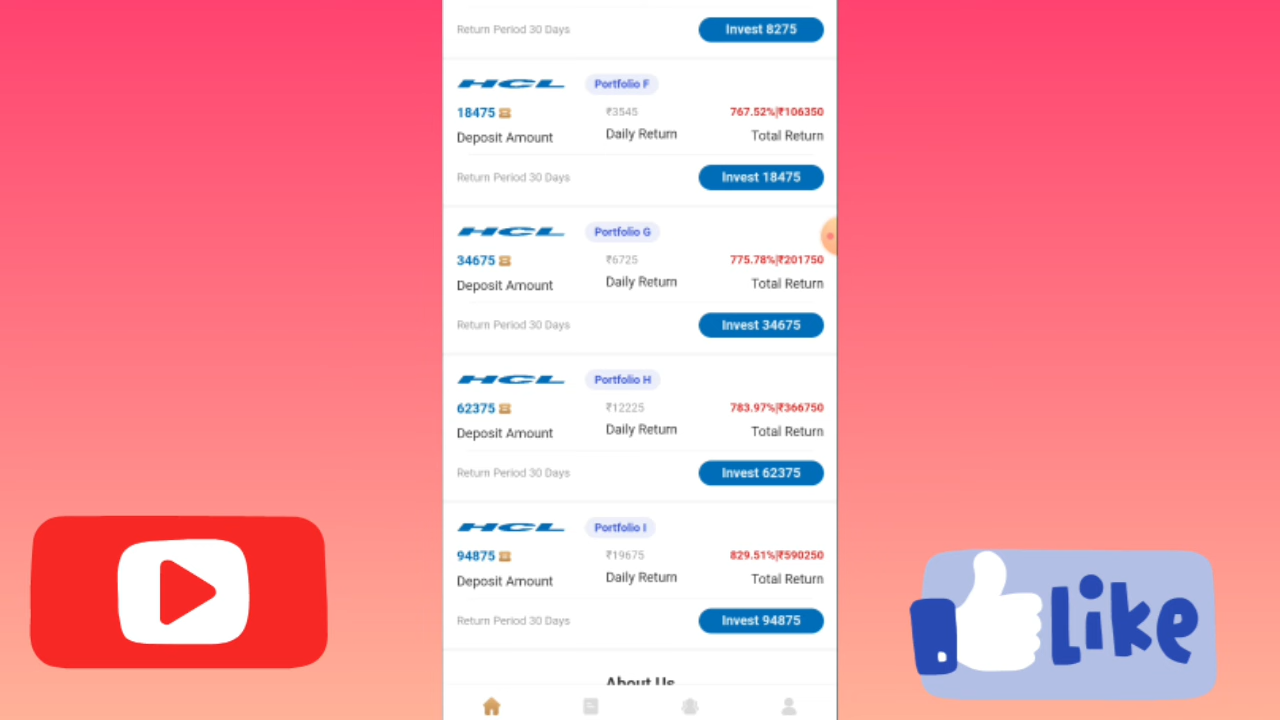 Return Period 30 Days Invest 8275
HCL Portfolio F
18475 ₹3545 767.52%|₹106350
Deposit Amount Daily Return Total Return
Return Period 30 Days Invest 18475
HCL Portfolio G
34675 ₹6725 775.78%|₹201750
Deposit Amount Daily Return Total Return
Return Period 30 Days Invest 34675
HCL Portfolio H
62375 ₹12225 783.97%|₹366750
Deposit Amount Daily Return Total Return
Return Period 30 Days Invest 62375
HCL Portfolio I
94875 ₹19675 829.51%|₹590250
Deposit Amount Daily Return Total Return
Return Period 30 Days Invest 94875
About Us
Like